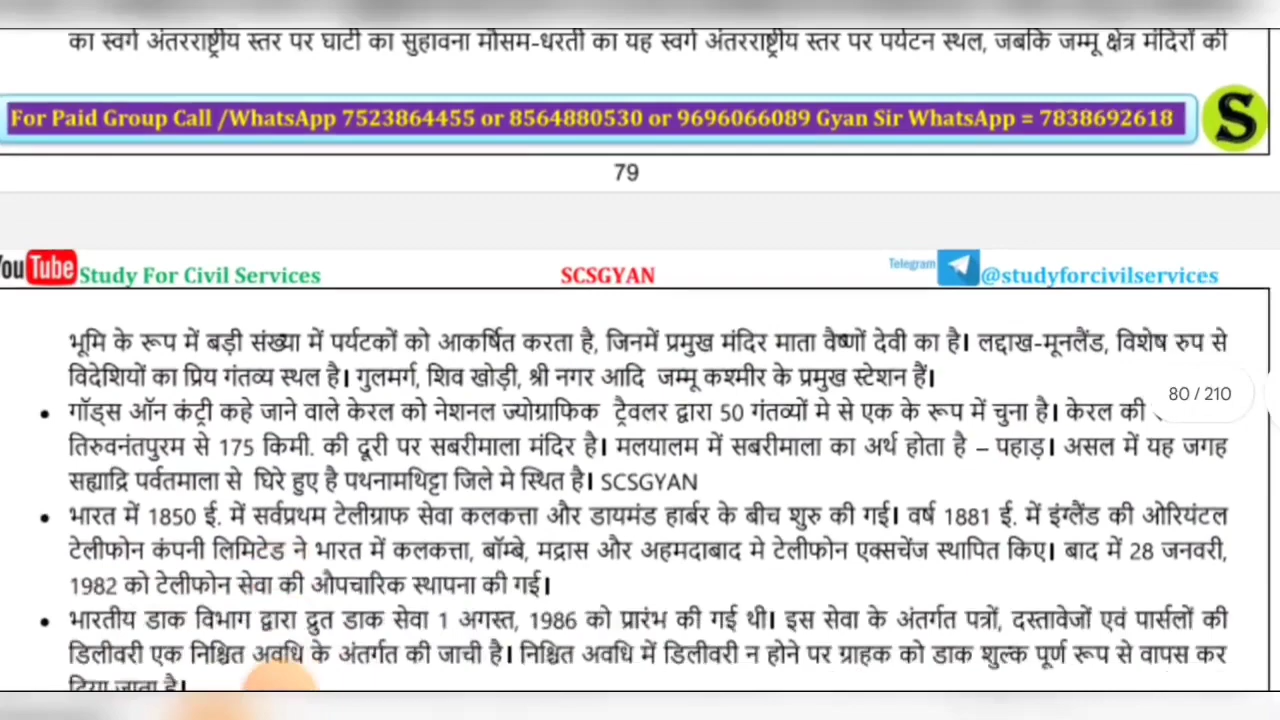 का स्वर्ग अंतरराष्ट्रीय स्तर पर घाटी का सुहावना मौसम-धरती का यह स्वर्ग अंतरराष्ट्रीय स्तर पर पर्यटन स्थल, जबकि जम्मू क्षेत्र मंदिरों की
For Paid Group Call /WhatsApp 7523864455 or 8564880530 or 9696066089 Gyan Sir WhatsApp = 7838692618
S
79
YouTube Study For Civil Services SCSGYAN Telegram @studyforcivilservices
भूमि के रूप में बड़ी संख्या में पर्यटकों को आकर्षित करता है, जिनमें प्रमुख मंदिर माता वैष्णों देवी का है। लद्दाख-मूनलैंड, विशेष रुप से
विदेशियों का प्रिय गंतव्य स्थल है। गुलमर्ग, शिव खोड़ी, श्री नगर आदि जम्मू कश्मीर के प्रमुख स्टेशन हैं।
80 / 210
• गॉड्स ऑन कंट्री कहे जाने वाले केरल को नेशनल ज्योग्राफिक ट्रैवलर द्वारा 50 गंतव्यों मे से एक के रूप में चुना है। केरल की
तिरुवनंतपुरम से 175 किमी. की दूरी पर सबरीमाला मंदिर है। मलयालम में सबरीमाला का अर्थ होता है – पहाड़। असल में यह जगह
सह्याद्रि पर्वतमाला से घिरे हुए है पथनामथिट्टा जिले मे स्थित है। SCSGYAN
• भारत में 1850 ई. में सर्वप्रथम टेलीग्राफ सेवा कलकत्ता और डायमंड हार्बर के बीच शुरु की गई। वर्ष 1881 ई. में इंग्लैंड की ओरियंटल
टेलीफोन कंपनी लिमिटेड ने भारत में कलकत्ता, बॉम्बे, मद्रास और अहमदाबाद मे टेलीफोन एक्सचेंज स्थापित किए। बाद में 28 जनवरी,
1982 को टेलीफोन सेवा की औपचारिक स्थापना की गई।
• भारतीय डाक विभाग द्वारा द्रुत डाक सेवा 1 अगस्त, 1986 को प्रारंभ की गई थी। इस सेवा के अंतर्गत पत्रों, दस्तावेजों एवं पार्सलों की
डिलीवरी एक निश्चित अवधि के अंतर्गत की जाची है। निश्चित अवधि में डिलीवरी न होने पर ग्राहक को डाक शुल्क पूर्ण रूप से वापस कर
दिया जाता है।